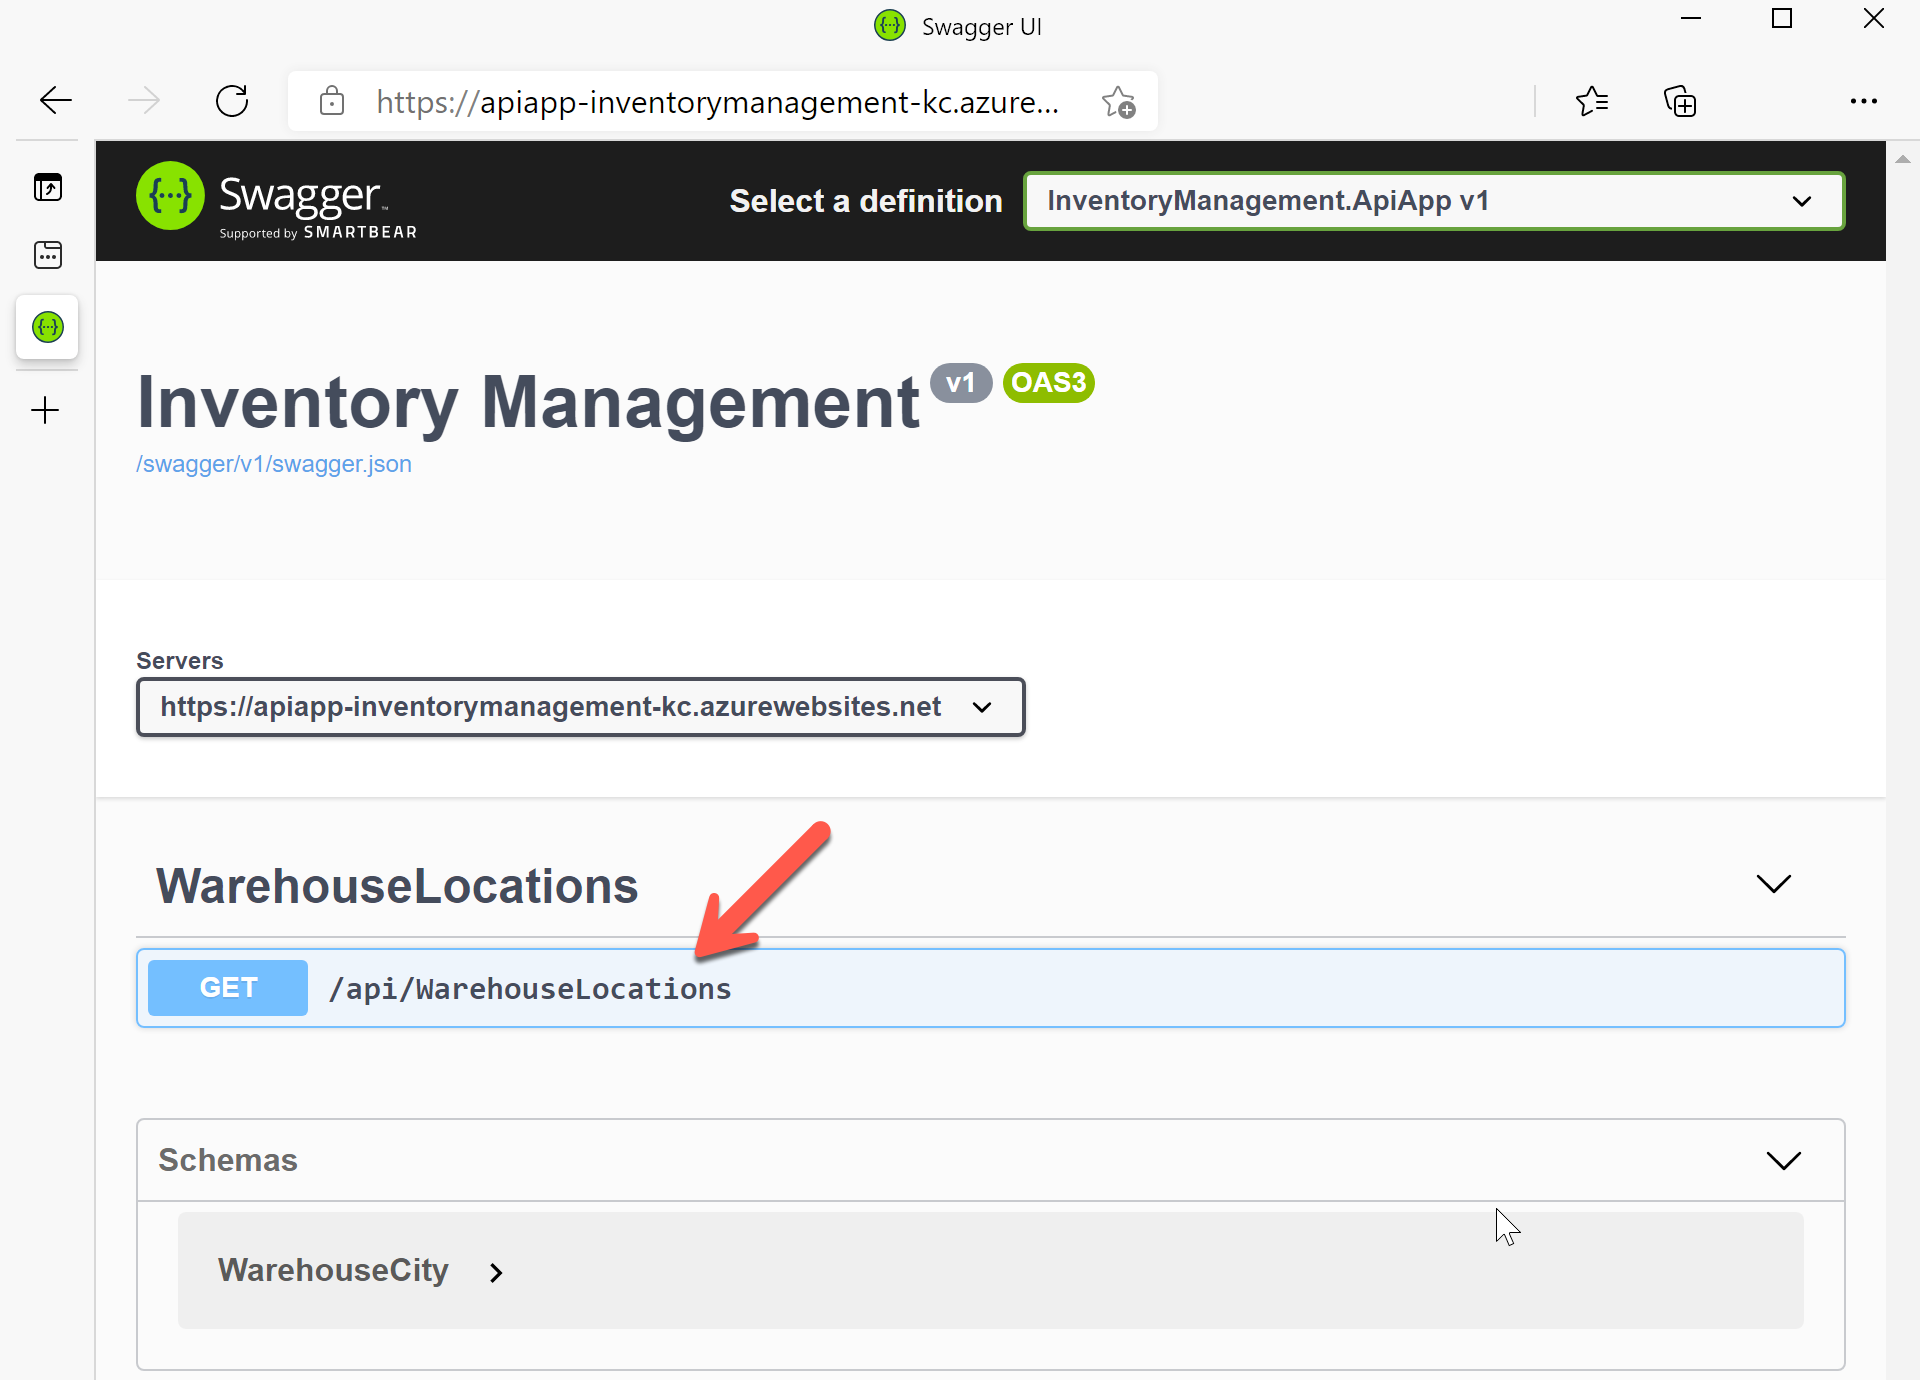 Swagger UI
https://apiapp-inventorymanagement-kc.azure...
Swagger™
Supported by SMARTBEAR
Select a definition
InventoryManagement.ApiApp v1
Inventory Management v1 OAS3
/swagger/v1/swagger.json
Servers
https://apiapp-inventorymanagement-kc.azurewebsites.net
WarehouseLocations
GET /api/WarehouseLocations
Schemas
WarehouseCity